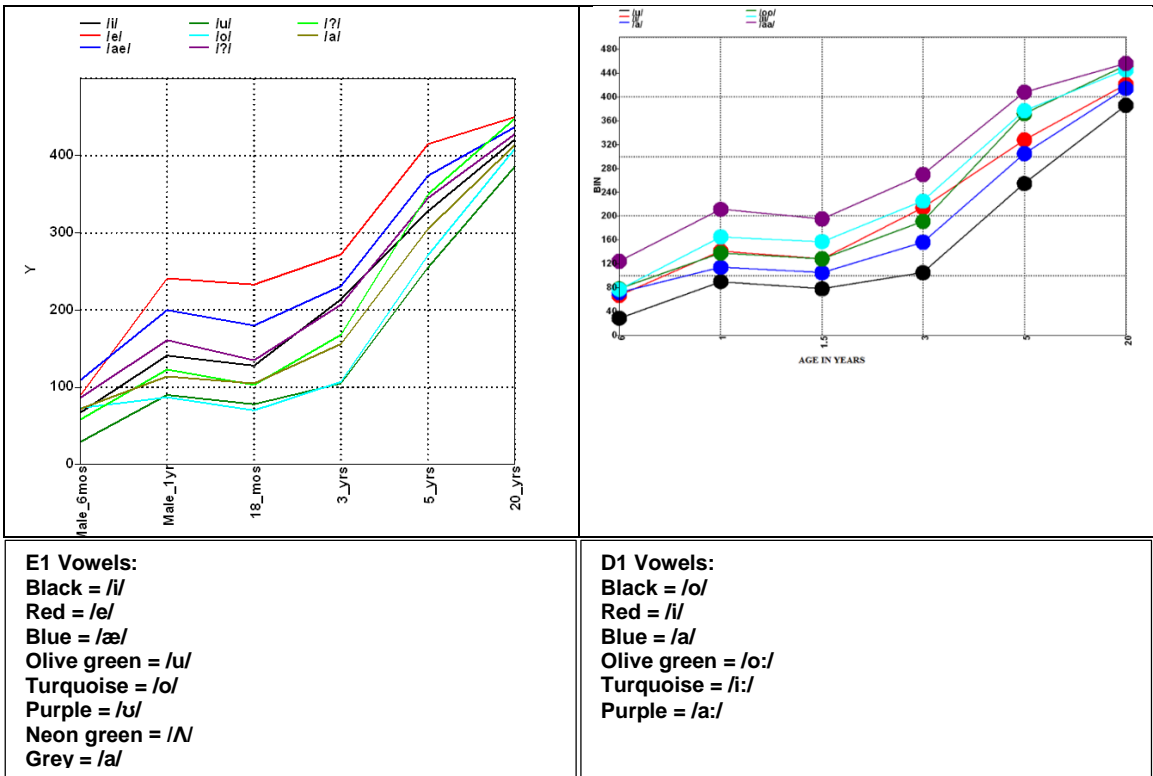 /i/ /u/ /?/
/e/ /o/ /a/
/ae/ /?/
400
300
200
100
0
Y
Male_6mos Male_1yr 18_mos 3_yrs 5_yrs 20_yrs
/u/ /oo/
/i/ /ii/
/a/ /aa/
480
440
400
360
320
280
240
200
160
120
80
40
0
BIN
6 1 1.5 3 5 20
AGE IN YEARS
E1 Vowels:
Black = /i/
Red = /e/
Blue = /æ/
Olive green = /u/
Turquoise = /o/
Purple = /ʊ/
Neon green = /Λ/
Grey = /a/
D1 Vowels:
Black = /o/
Red = /i/
Blue = /a/
Olive green = /o:/
Turquoise = /i:/
Purple = /a:/